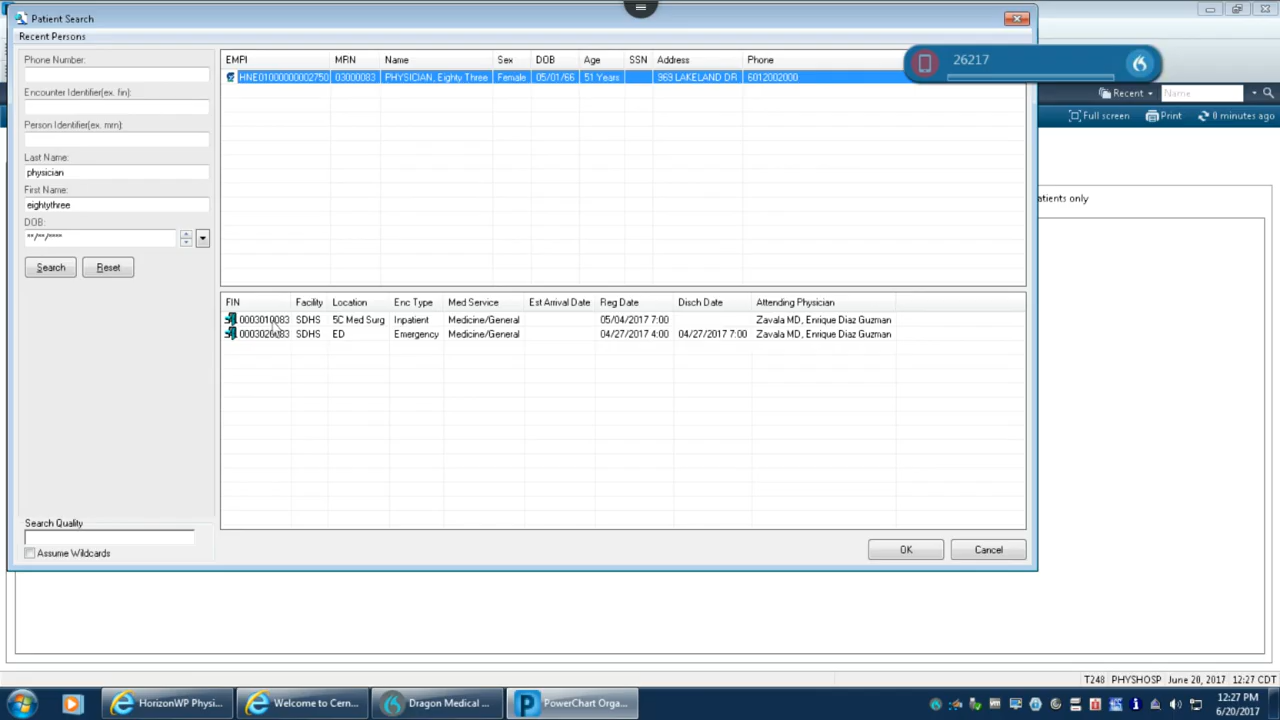 Patient Search
Recent Persons
Phone Number:
Encounter Identifier(ex. fin):
Person Identifier(ex. mrn):
Last Name:
physician
First Name:
eightythree
DOB:
**/**/****
Search Reset
Search Quality
Assume Wildcards
EMPI MRN Name Sex DOB Age SSN Address Phone
HNE01000000002750 03000083 PHYSICIAN, Eighty Three Female 05/01/66 51 Years 969 LAKELAND DR 6012002000
FIN Facility Location Enc Type Med Service Est Arrival Date Reg Date Disch Date Attending Physician
0003010083 SDHS 5C Med Surg Inpatient Medicine/General 05/04/2017 7:00 Zavala MD, Enrique Diaz Guzman
0003020083 SDHS ED Emergency Medicine/General 04/27/2017 4:00 04/27/2017 7:00 Zavala MD, Enrique Diaz Guzman
OK Cancel
26217
Recent Name
Full screen Print 0 minutes ago
atients only
T248 PHYSHOSP June 20, 2017 12:27 CDT
HorizonWP Physi...
Welcome to Cern...
Dragon Medical ...
PowerChart Orga...
12:27 PM
6/20/2017